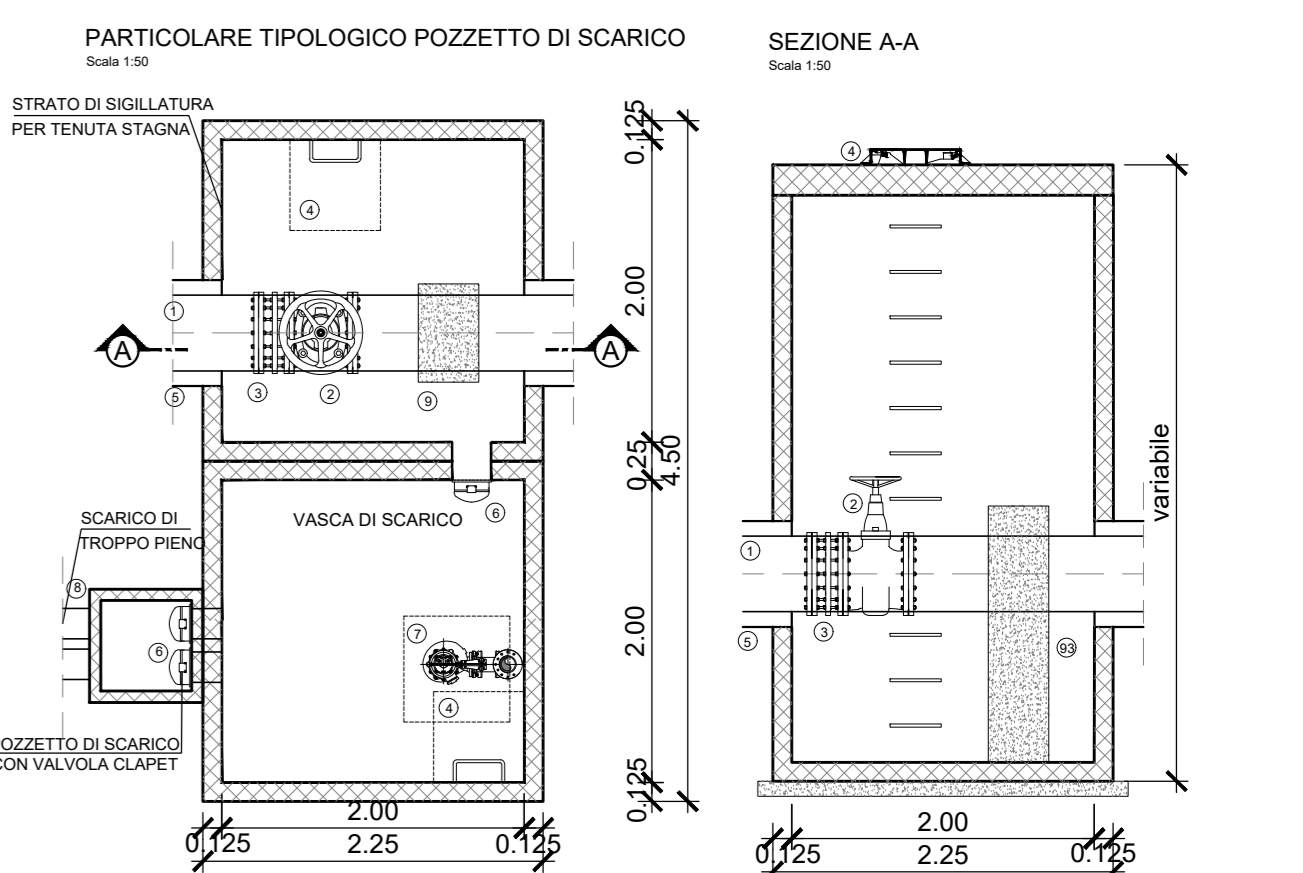 PARTICOLARE TIPOLOGICO POZZETTO DI SCARICO
Scala 1:50
STRATO DI SIGILLATURA
PER TENUTA STAGNA
4
1
A
A
5
3
2
9
6
VASCA DI SCARICO
SCARICO DI
TROPPO PIENO
8
6
7
4
POZZETTO DI SCARICO
CON VALVOLA CLAPET
0.125
2.00
0.25
4.50
2.00
0.125
2.00
0.125
2.25
0.125
SEZIONE A-A
Scala 1:50
4
2
1
3
5
93
variabile
2.00
0.125
2.25
0.125